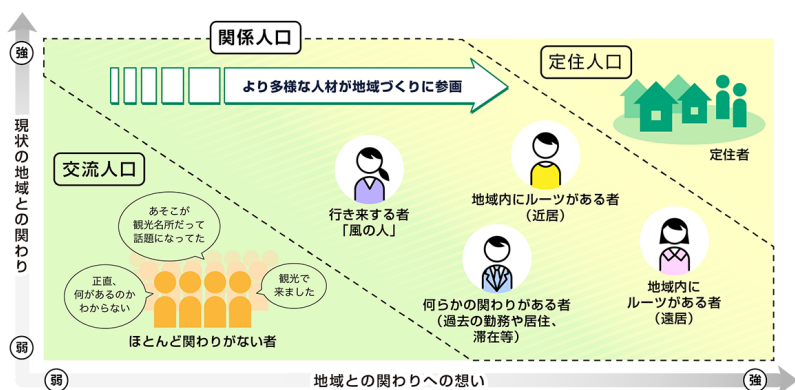 関係人口
強
定住人口
より多様な人材が地域づくりに参画
定住者
現状の地域との関わり
交流人口
地域内にルーツがある者
（近居）
行き来する者
「風の人」
あそこが
観光名所だって
話題になってた
正直、
何があるのか
わからない
観光で
来ました
地域内に
ルーツがある者
（遠居）
何らかの関わりがある者
（過去の勤務や居住、
滞在等）
ほとんど関わりがない者
弱
弱
地域との関わりへの想い
強